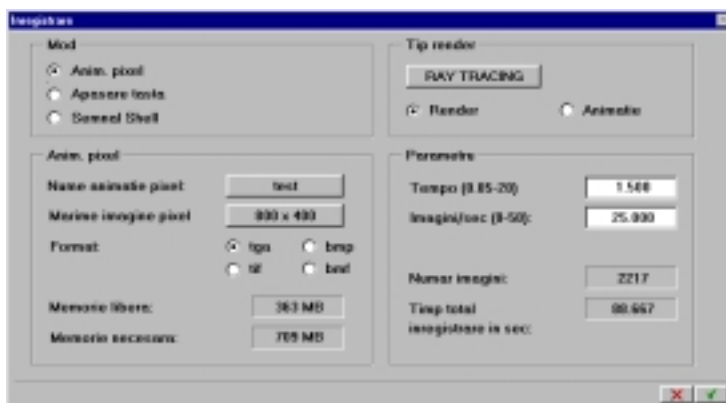 Inregistrare
Mod
Anim. pixel
Apasare tasta
Semnal Shell
Tip render
RAY TRACING
Render
Animatie
Anim. pixel
Name animatie pixel:
test
Marime imagine pixel
800 x 400
Format
tga
bmp
tif
Memorie libera:
363 MB
Memorie necesara:
709 MB
Parametre
Tempo (0.05-20)
1.500
Imagini/sec (0-50):
25.000
Numar imagini:
2217
Timp total
88.667
inregistrare in sec: